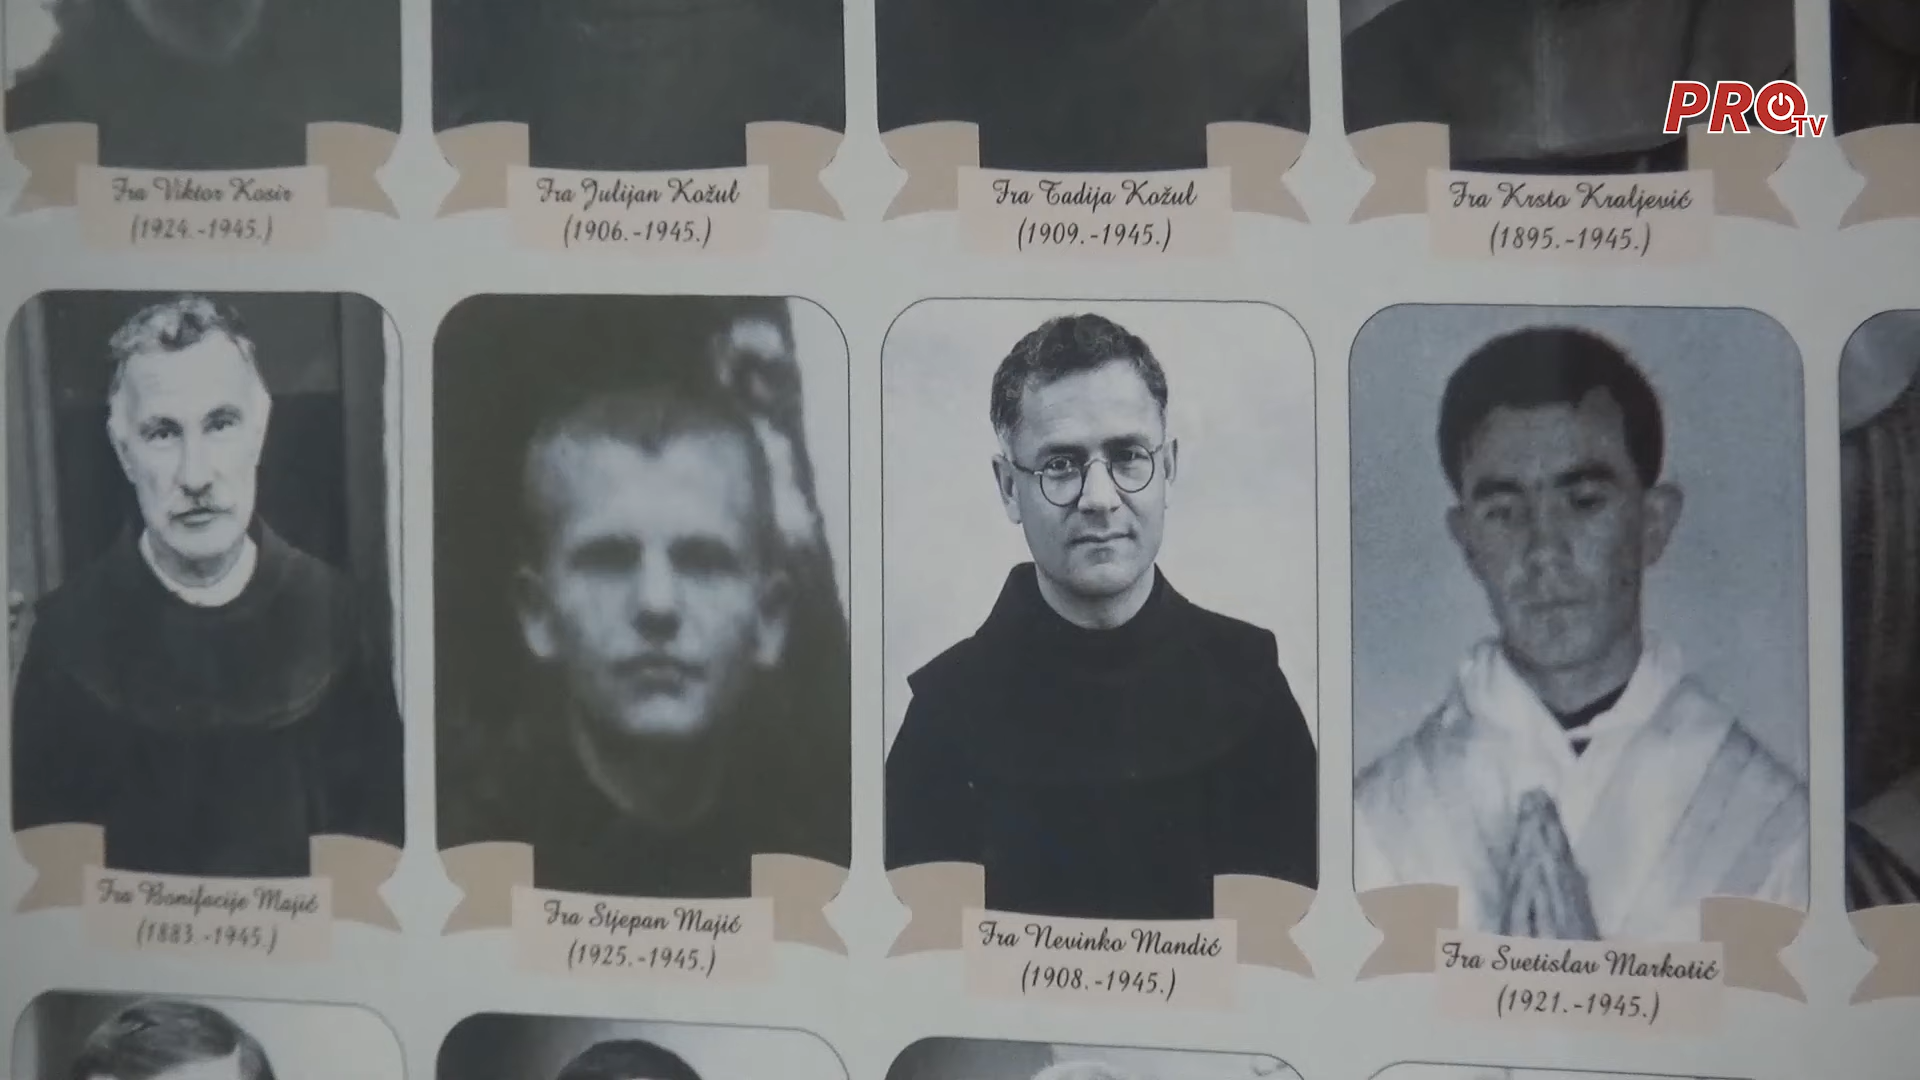 PRO TV
Fra Viktor Kosir
(1924.-1945.)
Fra Julijan Kožul
(1906.-1945.)
Fra Tadija Kožul
(1909.-1945.)
Fra Krsto Kraljević
(1895.-1945.)
Fra Bonifacije Majić
(1883.-1945.)
Fra Stjepan Majić
(1925.-1945.)
Fra Nevinko Mandić
(1908.-1945.)
Fra Svetislav Markotić
(1921.-1945.)